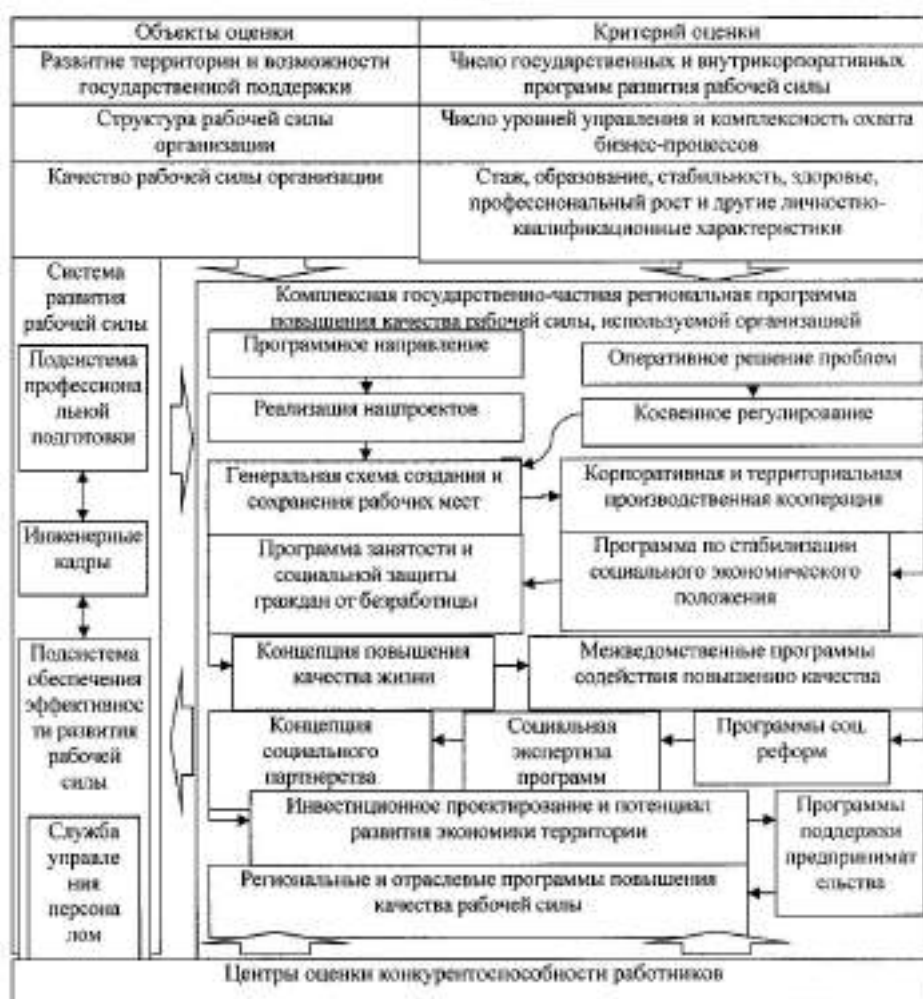 Объекты оценки
Критерий оценки
Развитие территории и возможности
государственной поддержки
Число государственных и внутрикорпоративных
программ развития рабочей силы
Структура рабочей силы
организации
Число уровней управления и комплексность охвата
бизнес-процессов
Качество рабочей силы организации
Стаж, образование, стабильность, здоровье,
профессиональный рост и другие личностно-
квалификационные характеристики
Система
развития
рабочей силы
Подсистема
профессиона
льной
подготовки
Инженерные
кадры
Подсистема
обеспечения
эффективнос
ти развития
рабочей
силы
Служба
управле
ния
персона
лом
Комплексная государственно-частная региональная программа
повышения качества рабочей силы, используемой организацией
Программное направление
Оперативное решение проблем
Реализация нацпроектов
Косвенное регулирование
Генеральная схема создания и
сохранения рабочих мест
Корпоративная и территориальная
производственная кооперация
Программа занятости и
социальной защиты
граждан от безработицы
Программа по стабилизации
социального экономического
положения
Концепция повышения
качества жизни
Межведомственные программы
содействия повышению качества
Концепция
социального
партнерства
Социальная
экспертиза
программ
Программы соц.
реформ
Инвестиционное проектирование и потенциал
развития экономики территории
Программы
поддержки
предпринимат
ельства
Региональные и отраслевые программы повышения
качества рабочей силы
Центры оценки конкурентоспособности работников